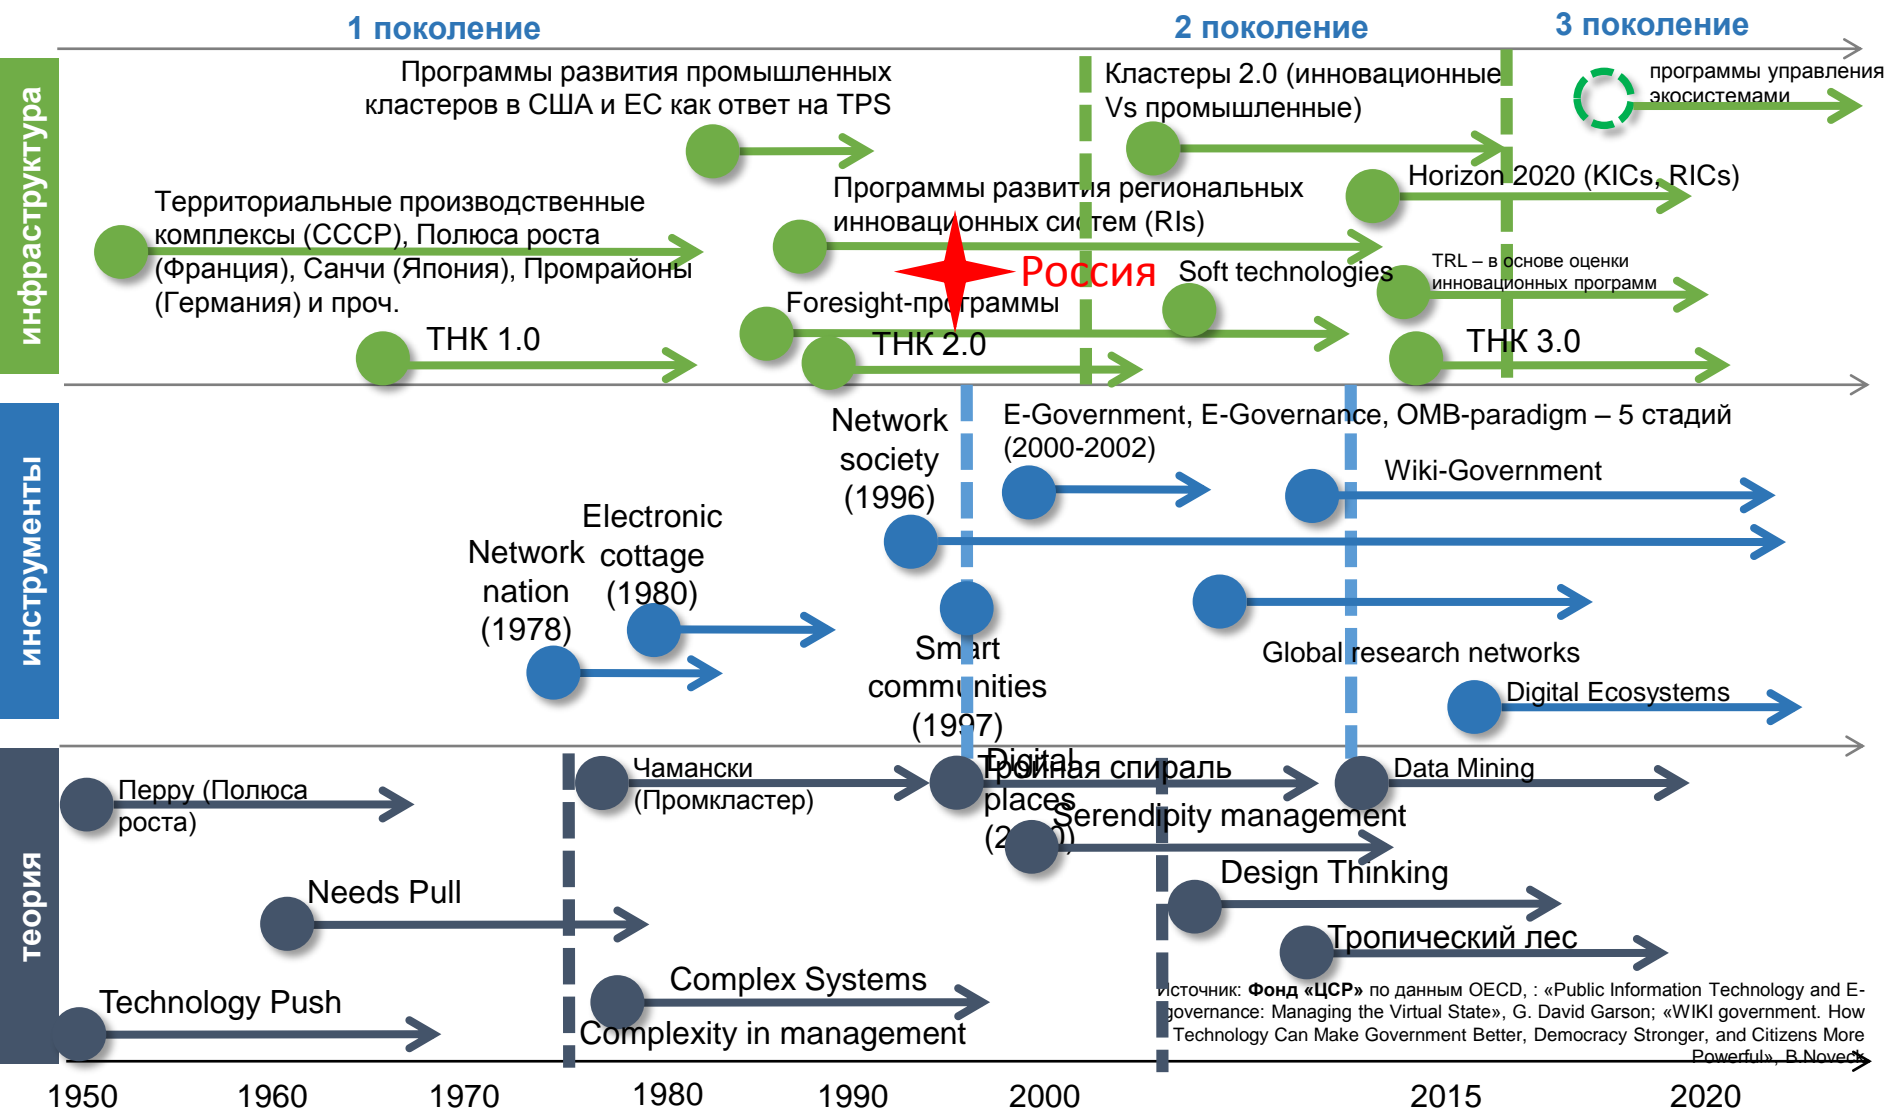 1 поколение
2 поколение
3 поколение
инфраструктура
Программы развития промышленных
кластеров в США и ЕС как ответ на TPS
Кластеры 2.0 (инновационные
Vs промышленные)
программы управления
экосистемами
Территориальные производственные
комплексы (СССР), Полюса роста
(Франция), Санчи (Япония), Промрайоны
(Германия) и проч.
Программы развития региональных
инновационных систем (RIs)
Horizon 2020 (KICs, RICs)
Россия
Soft technologies
TRL – в основе оценки
инновационных программ
Foresight-программы
ТНК 1.0
ТНК 2.0
ТНК 3.0
инструменты
Network
society
(1996)
E-Government, E-Governance, OMB-paradigm – 5 стадий
(2000-2002)
Wiki-Government
Electronic
cottage
(1980)
Network
nation
(1978)
Smart
communities
(1997)
Global research networks
Digital Ecosystems
теория
Перру (Полюса
роста)
Чамански
(Промкластер)
Digital
places
Тройная спираль
Data Mining
Serendipity management
Needs Pull
Design Thinking
Тропический лес
Technology Push
Complex Systems
Complexity in management
Источник: Фонд «ЦСР» по данным OECD, : «Public Information Technology and E-
governance: Managing the Virtual State», G. David Garson; «WIKI government. How
Technology Can Make Government Better, Democracy Stronger, and Citizens More
Powerful», B.Noveck
1950
1960
1970
1980
1990
2000
2015
2020